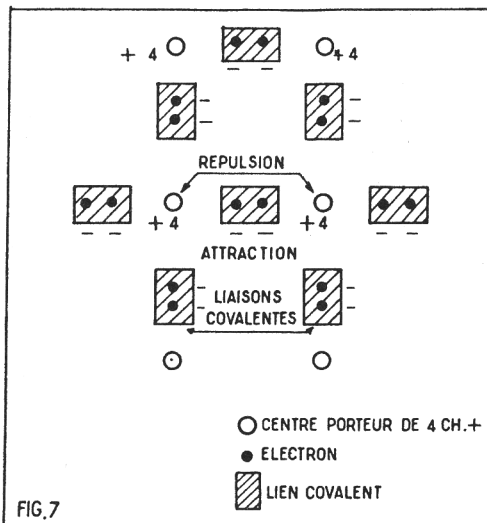 + 4 +4
- -
-
-
-
-
REPULSION
+ 4 + 4
- - - - - -
ATTRACTION
-
-
-
-
LIAISONS
COVALENTES
CENTRE PORTEUR DE 4 CH.+
ELECTRON
LIEN COVALENT
FIG.7